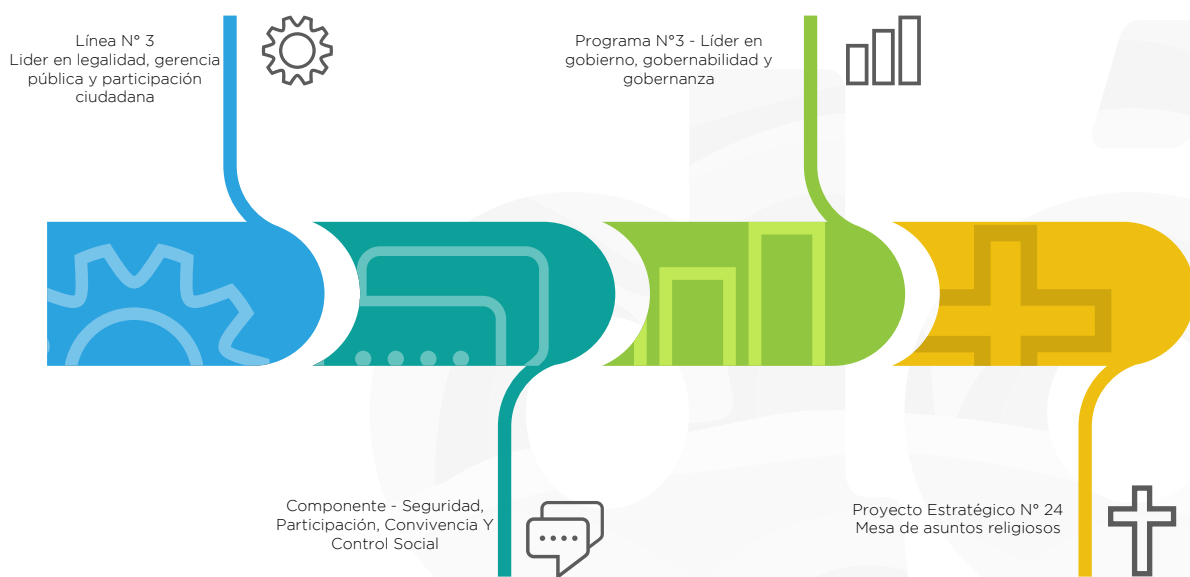 Línea N° 3
Lider en legalidad, gerencia
pública y participación
ciudadana
Componente - Seguridad,
Participación, Convivencia Y
Control Social
Programa N°3 - Líder en
gobierno, gobernabilidad y
gobernanza
Proyecto Estratégico N° 24
Mesa de asuntos religiosos